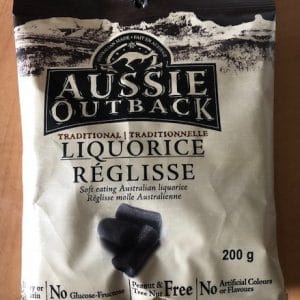 AUSSIE
OUTBACK
TRADITIONAL | TRADITIONNELLE
LIQUORICE
RÉGLISSE
Soft eating Australian liquorice
Réglisse molle Australienne
200 g
No Glucose-Fructose
Peanut & Tree Nut Free
No Artificial Colours or Flavours